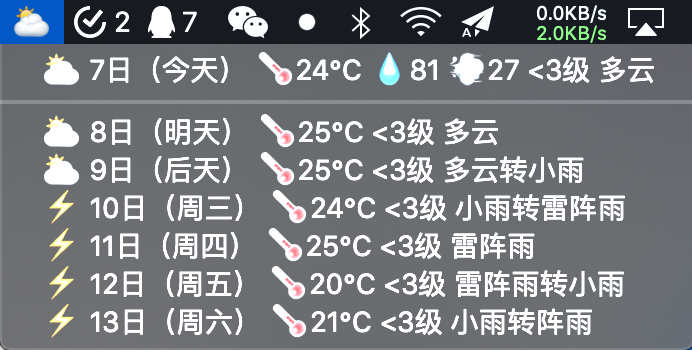 2 7 0.0KB/s
2.0KB/s
7日（今天） 24°C 81 27 <3级 多云
8日（明天） 25°C <3级 多云
9日（后天） 25°C <3级 多云转小雨
10日（周三） 24°C <3级 小雨转雷阵雨
11日（周四） 25°C <3级 雷阵雨
12日（周五） 20°C <3级 雷阵雨转小雨
13日（周六） 21°C <3级 小雨转阵雨